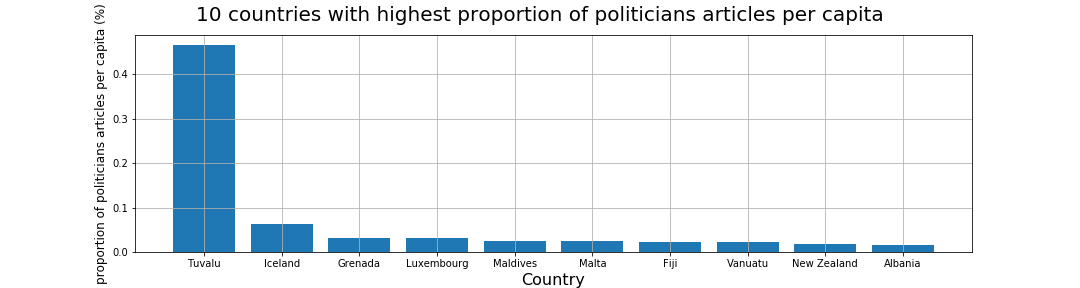 10 countries with highest proportion of politicians articles per capita
proportion of politicians articles per capita (%)
0.4
0.3
0.2
0.1
0.0
Tuvalu Iceland Grenada Luxembourg Maldives Malta Fiji Vanuatu New Zealand Albania
Country